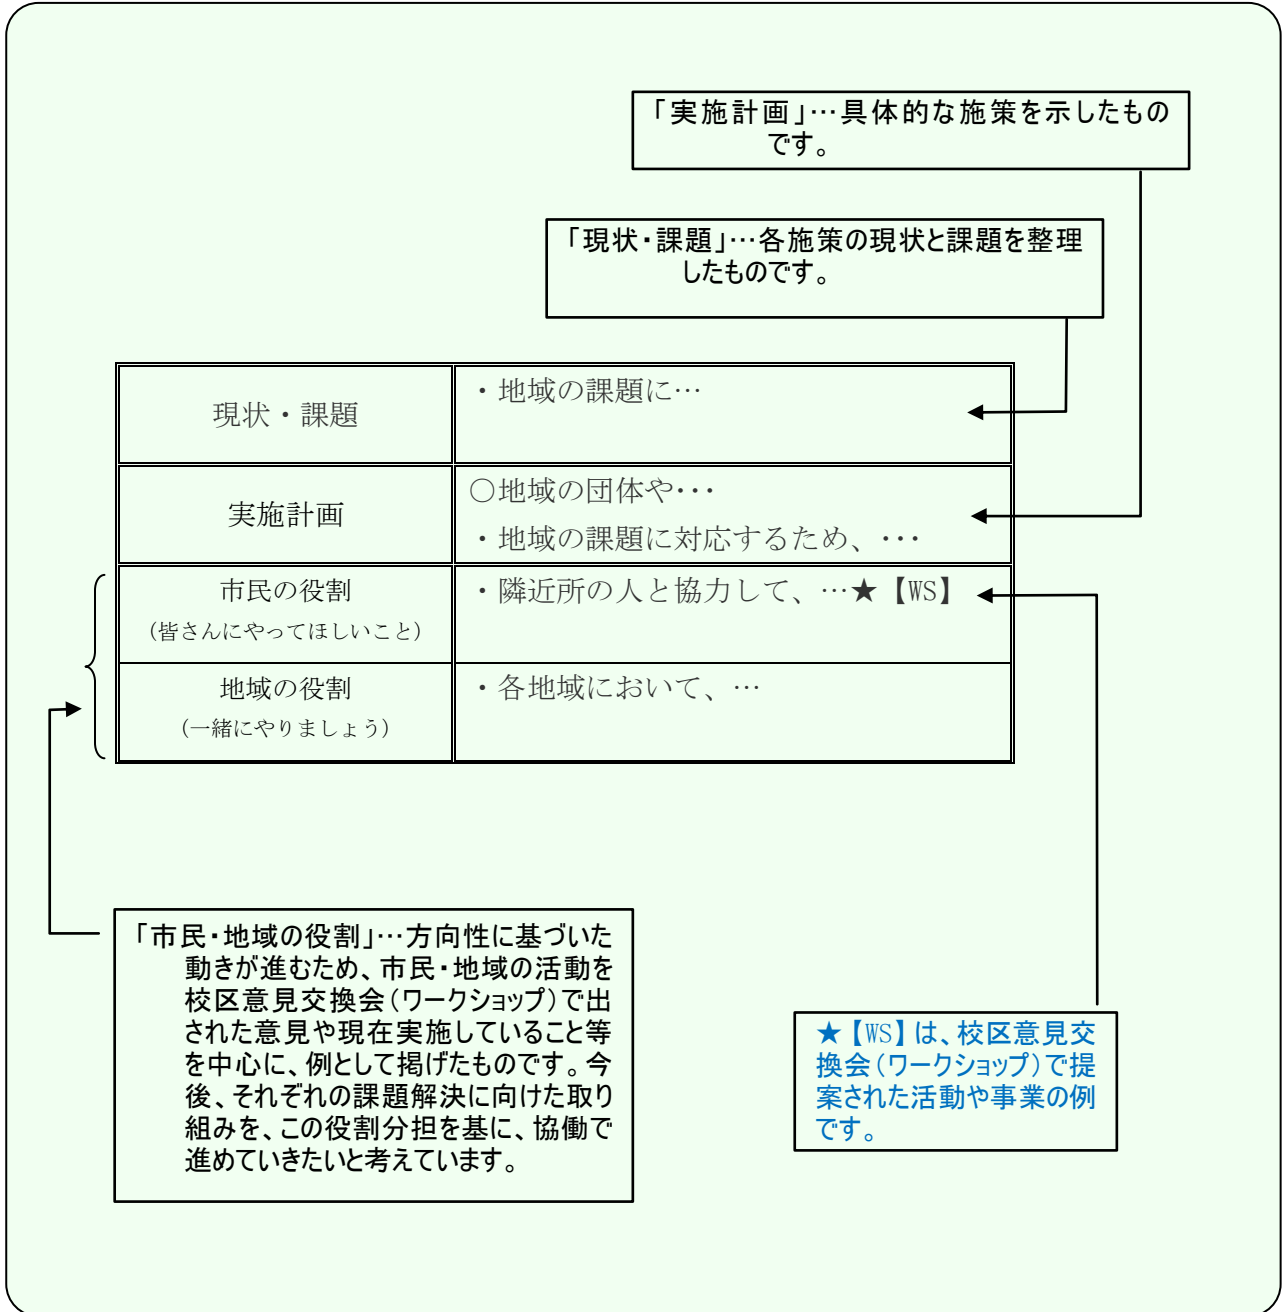 「実施計画」…具体的な施策を示したもの
です。
「現状・課題」…各施策の現状と課題を整理
したものです。
現状・課題
・地域の課題に…
実施計画
○地域の団体や・・・
・地域の課題に対応するため、・・・
市民の役割
(皆さんにやってほしいこと)
・隣近所の人と協力して、…★【WS】
地域の役割
(一緒にやりましょう)
・各地域において、…
「市民・地域の役割」…方向性に基づいた
動きが進むため、市民・地域の活動を
校区意見交換会(ワークショップ)で出
された意見や現在実施していること等
を中心に、例として掲げたものです。今
後、それぞれの課題解決に向けた取り
組みを、この役割分担を基に、協働で
進めていきたいと考えています。
★【WS】は、校区意見交
換会(ワークショップ)で提
案された活動や事業の例
です。